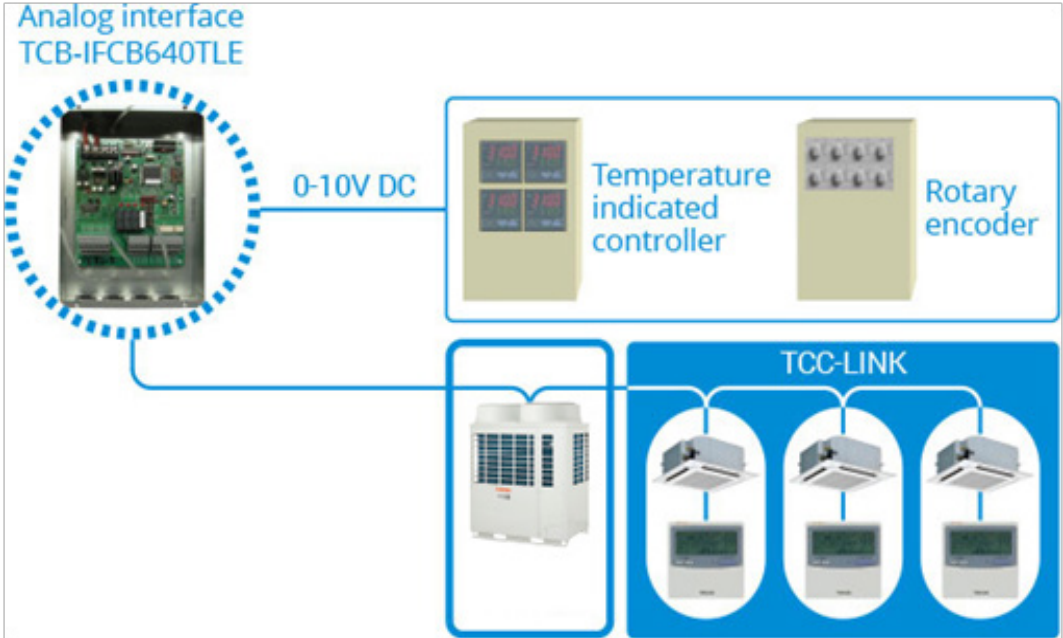 Analog interface
TCB-IFCB640TLE
0-10V DC
Temperature
indicated
controller
Rotary
encoder
TCC-LINK